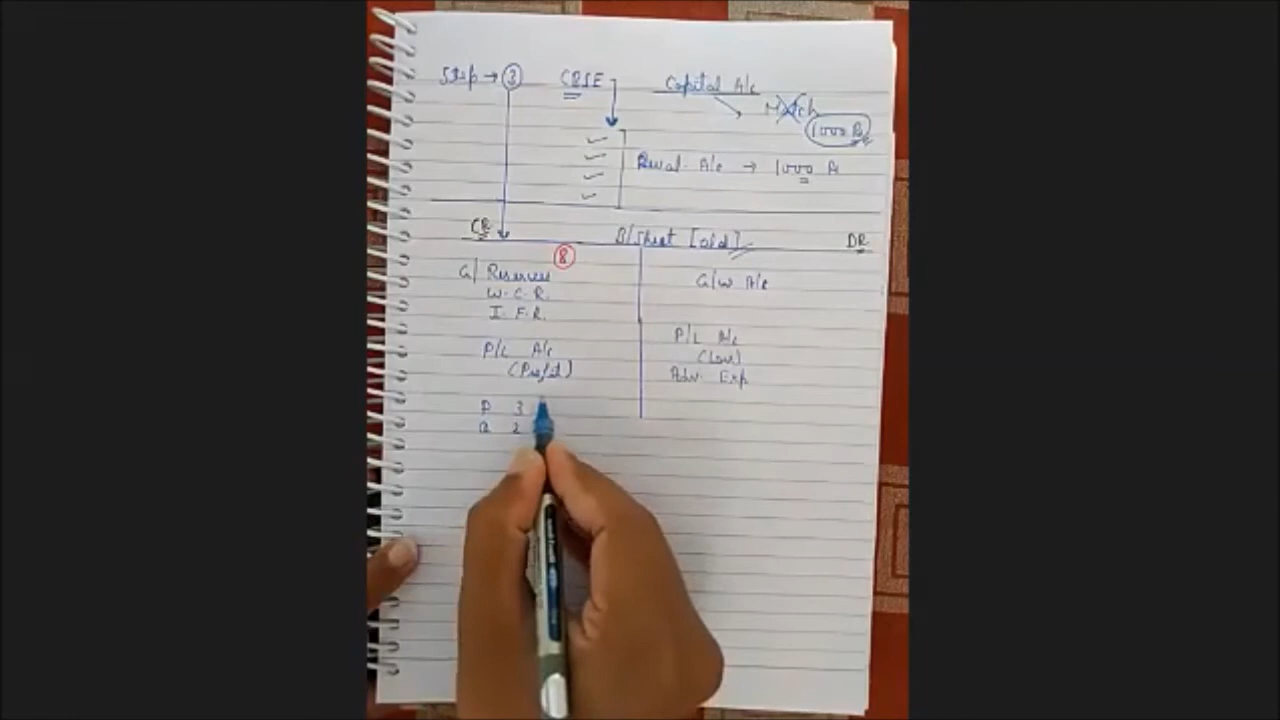 Step → 3 CBSE Capital A/c
Match
1000 Rs
Reval. A/c → 1000 Rs
CR B/Sheet [old] DR
8
G/Reserves G/w A/c
W.C.R.
I.F.R.
P/L A/c P/L A/c
(Profit) (Loss)
Adv. Exp
P 3
Q 2